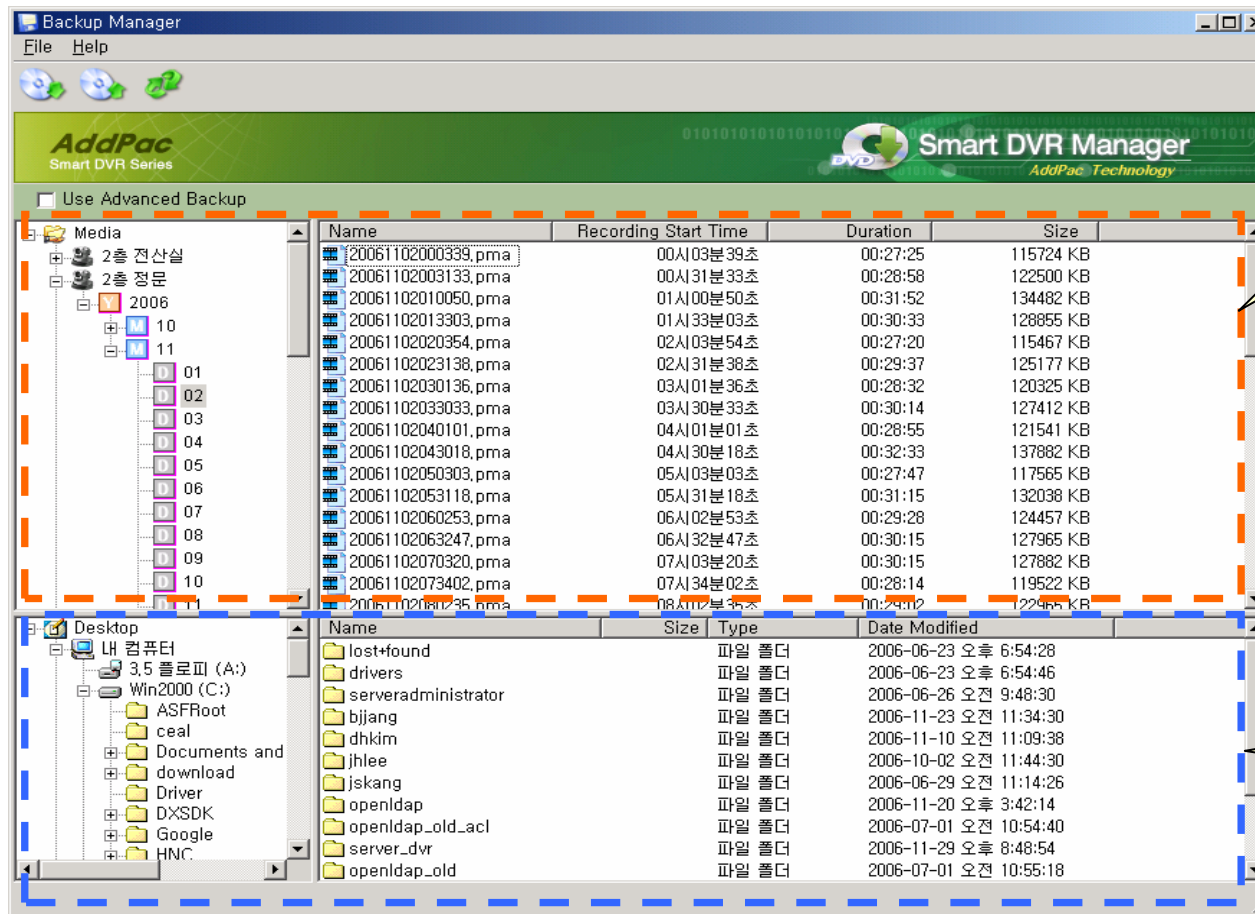 Backup Manager
File Help
AddPac
Smart DVR Series
DVD
Smart DVR Manager
AddPac Technology
Use Advanced Backup
Media
2층 전산실
2층 정문
Y 2006
M 10
M 11
D 01
D 02
D 03
D 04
D 05
D 06
D 07
D 08
D 09
D 10
D 11
Name Recording Start Time Duration Size
20061102000339.pma 00시03분39초 00:27:25 115724 KB
20061102003133.pma 00시31분33초 00:28:58 122500 KB
20061102010050.pma 01시00분50초 00:31:52 134482 KB
20061102013303.pma 01시33분03초 00:30:33 128855 KB
20061102020354.pma 02시03분54초 00:27:20 115467 KB
20061102023138.pma 02시31분38초 00:29:37 125177 KB
20061102030136.pma 03시01분36초 00:28:32 120325 KB
20061102033033.pma 03시30분33초 00:30:14 127412 KB
20061102040101.pma 04시01분01초 00:28:55 121541 KB
20061102043018.pma 04시30분18초 00:32:33 137882 KB
20061102050303.pma 05시03분03초 00:27:47 117565 KB
20061102053118.pma 05시31분18초 00:31:15 132038 KB
20061102060253.pma 06시02분53초 00:29:28 124457 KB
20061102063247.pma 06시32분47초 00:30:15 127965 KB
20061102070320.pma 07시03분20초 00:30:15 127882 KB
20061102073402.pma 07시34분02초 00:28:14 119522 KB
20061102080235.pma 08시02분35초 00:29:02 122965 KB
Desktop
내 컴퓨터
3.5 플로피 (A:)
Win2000 (C:)
ASFRoot
ceal
Documents and
download
Driver
DXSDK
Google
HNC
Name Size Type Date Modified
lost+found 파일 폴더 2006-06-23 오후 6:54:28
drivers 파일 폴더 2006-06-23 오후 6:54:46
serveradministrator 파일 폴더 2006-06-26 오전 9:48:30
bjjang 파일 폴더 2006-11-23 오전 11:34:30
dhkim 파일 폴더 2006-11-10 오전 11:09:38
jhlee 파일 폴더 2006-10-02 오전 11:44:30
jskang 파일 폴더 2006-06-29 오전 11:14:26
openldap 파일 폴더 2006-11-20 오후 3:42:14
openldap_old_acl 파일 폴더 2006-07-01 오전 10:54:40
server_dvr 파일 폴더 2006-11-29 오후 8:48:54
openldap_old 파일 폴더 2006-07-01 오전 10:55:18